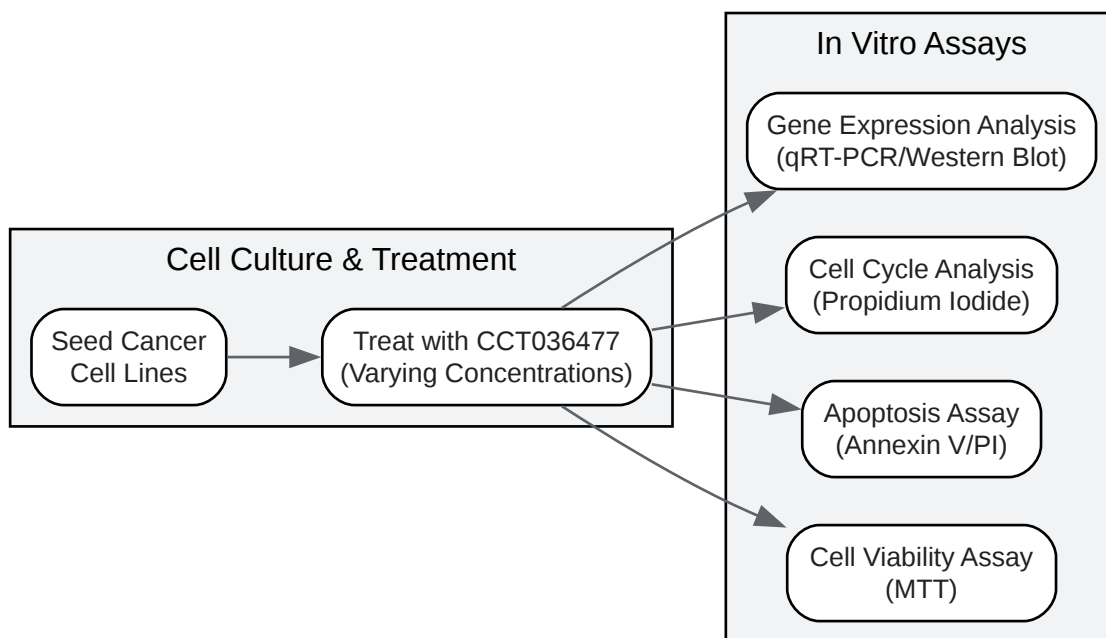 Cell Culture & Treatment
Seed Cancer
Cell Lines
Treat with CCT036477
(Varying Concentrations)
In Vitro Assays
Gene Expression Analysis
(qRT-PCR/Western Blot)
Cell Cycle Analysis
(Propidium Iodide)
Apoptosis Assay
(Annexin V/PI)
Cell Viability Assay
(MTT)